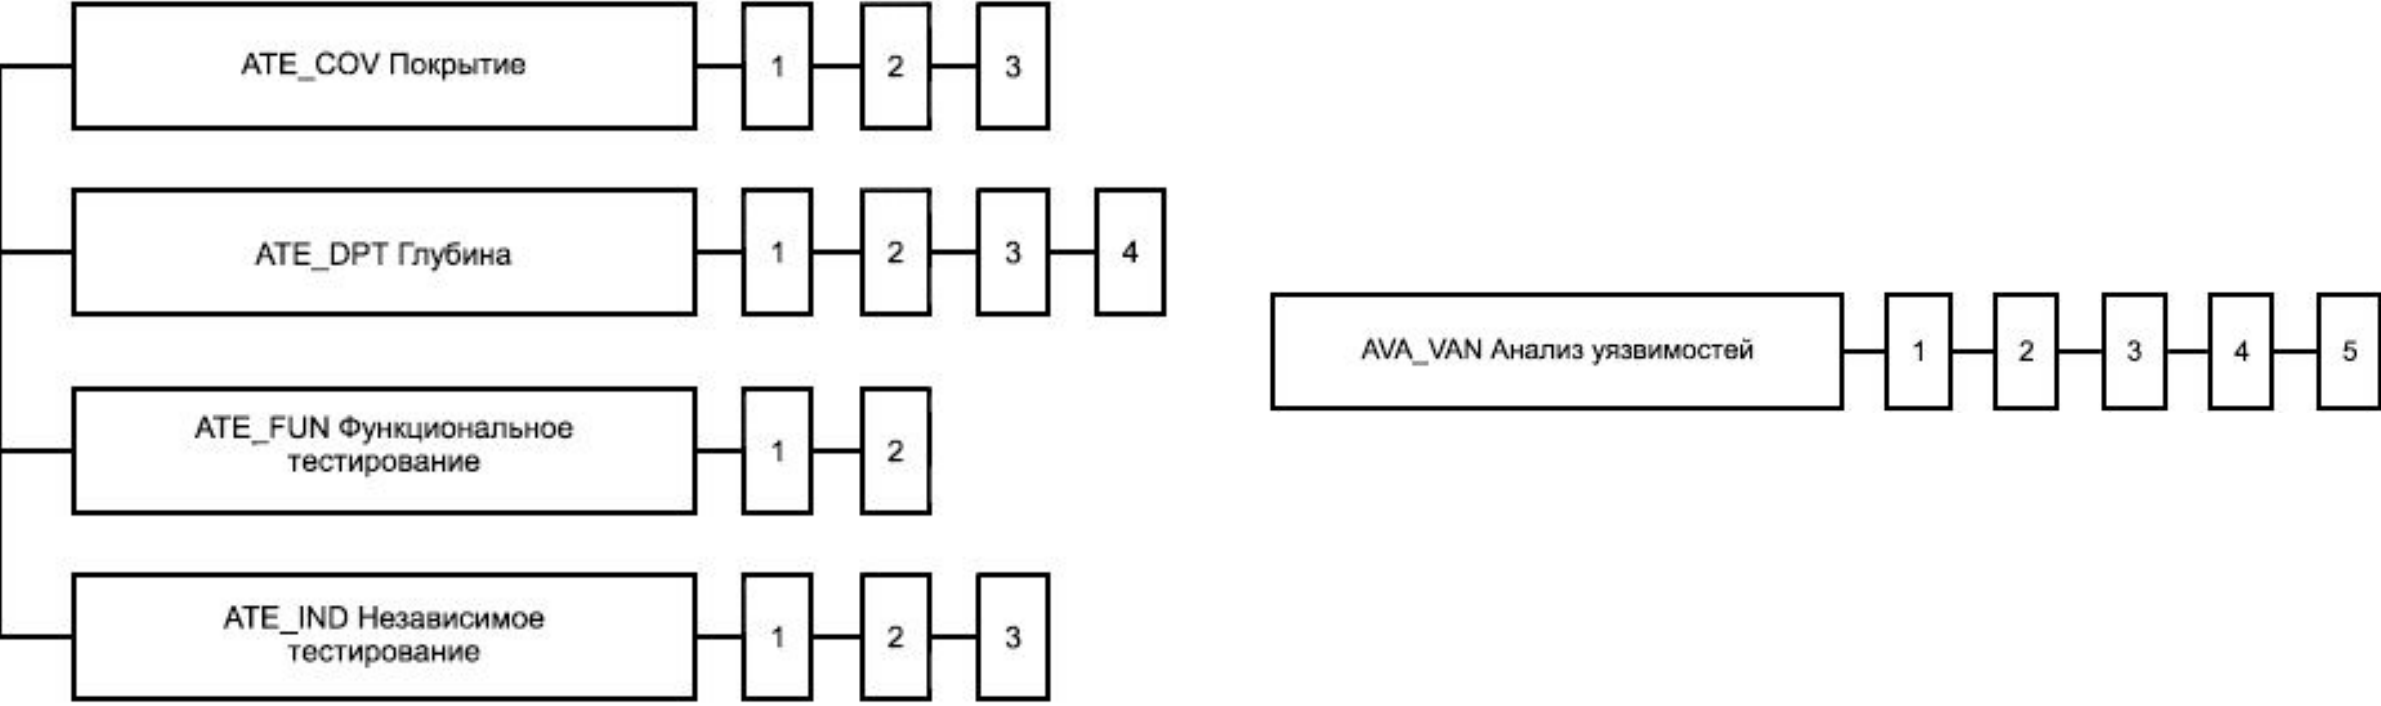 ATE_COV Покрытие 1 2 3
ATE_DPT Глубина 1 2 3 4
ATE_FUN Функциональное
тестирование 1 2
ATE_IND Независимое
тестирование 1 2 3
AVA_VAN Анализ уязвимостей 1 2 3 4 5